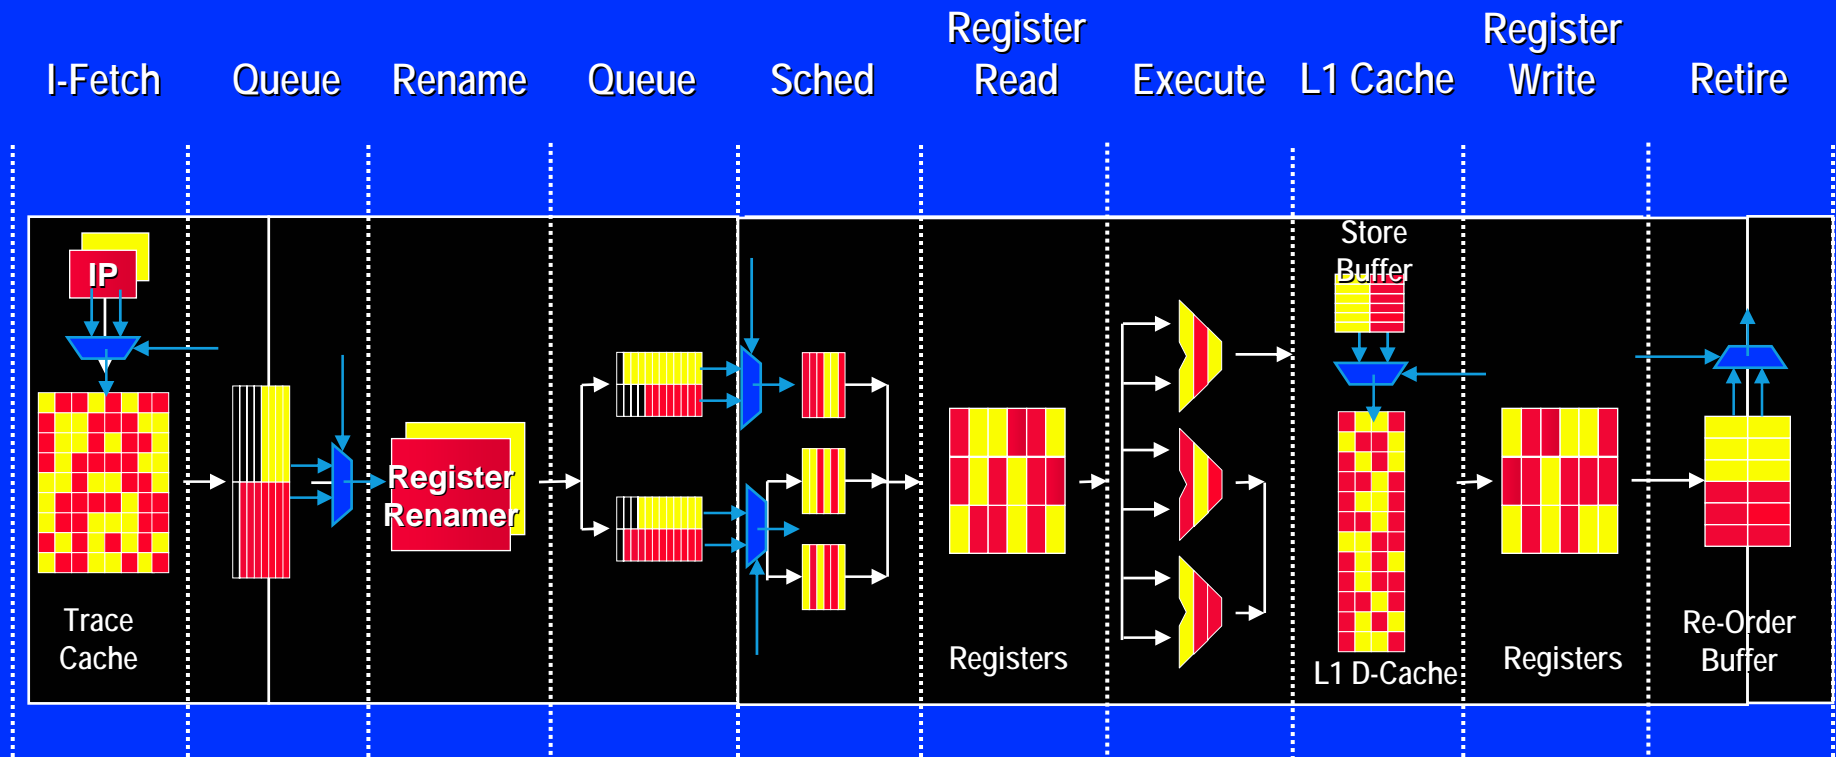 I-Fetch
Queue
Rename
Queue
Sched
Register
Read
Execute
L1 Cache
Register
Write
Retire
IP
Trace
Cache
Register
Renamer
Registers
Store
Buffer
L1 D-Cache
Registers
Re-Order
Buffer